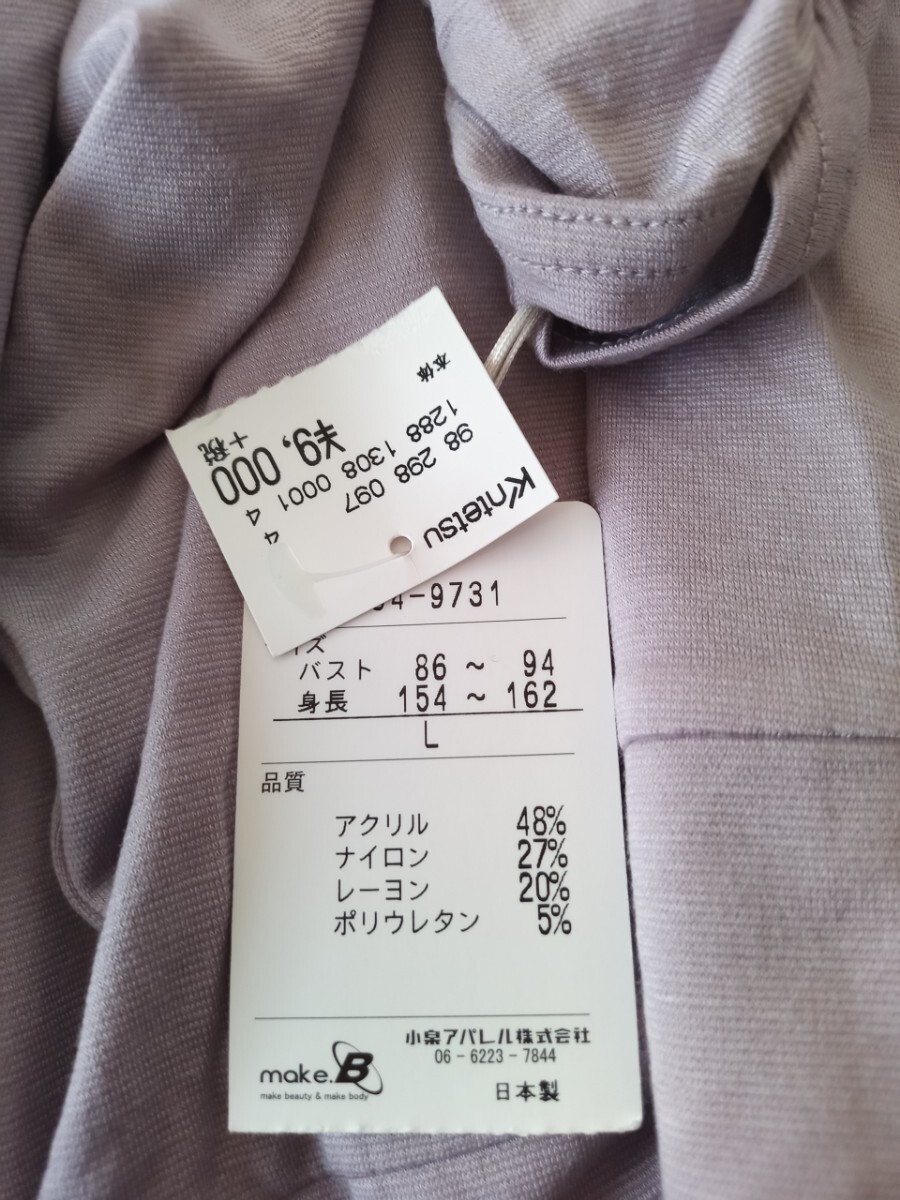 Kintetsu
98 298 097 4
1288 1308 0001 4
本体 ¥9,000
+税
4-9731
イズ
バスト 86 ~ 94
身長 154 ~ 162
L
品質
アクリル 48%
ナイロン 27%
レーヨン 20%
ポリウレタン 5%
make.B
make beauty & make body
小泉アパレル株式会社
06-6223-7844
日本製